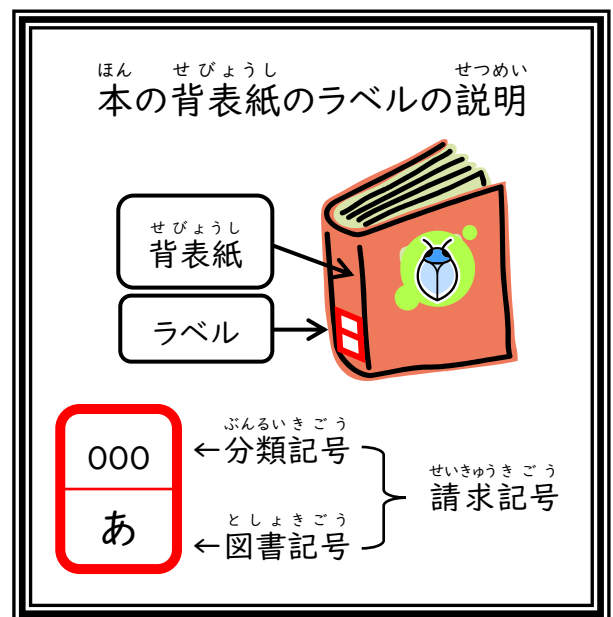 ほん せびょうし せつめい
本の背表紙のラベルの説明
せびょうし
背表紙
ラベル
000
ぶんるいきごう
←分類記号
せいきゅうきごう
請求記号
あ
としょきごう
←図書記号